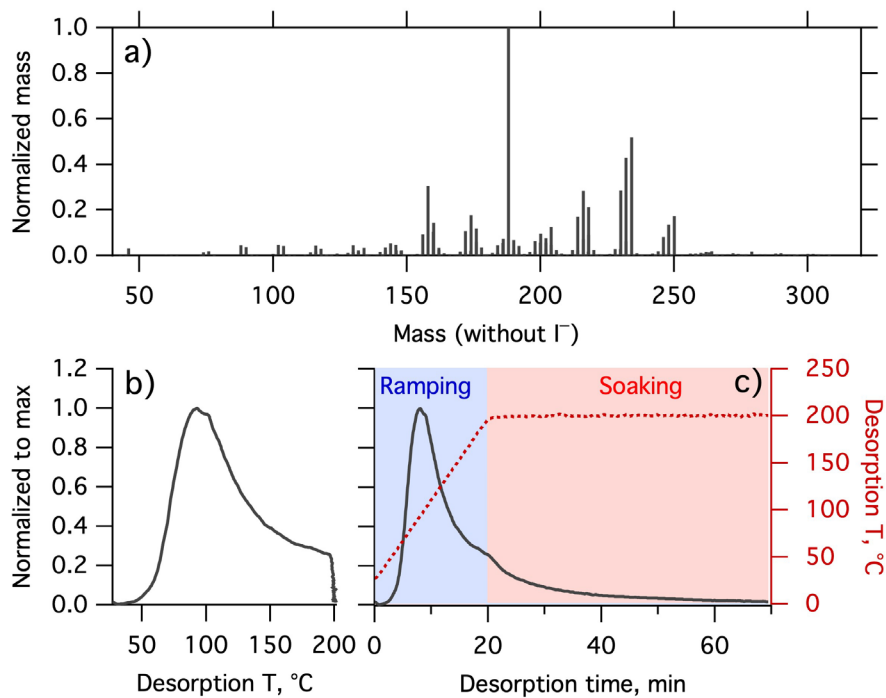 a)
Normalized mass
1.0
0.8
0.6
0.4
0.2
0.0
50 100 150 200 250 300
Mass (without I⁻)
b)
Normalized to max
1.2
1.0
0.8
0.6
0.4
0.2
0.0
50 100 150 200
Desorption T, °C
Ramping Soaking c)
250
200
150
100
50
0
Desorption T, °C
0 20 40 60
Desorption time, min